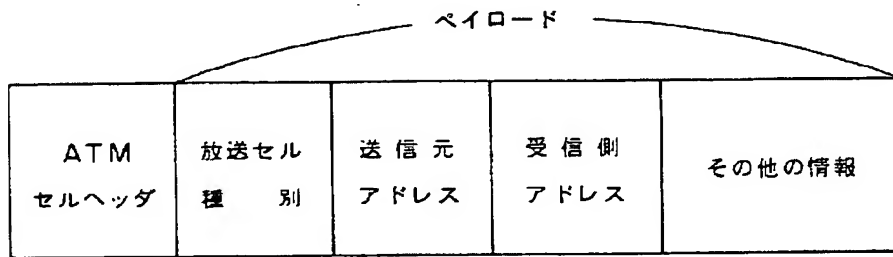 ペイロード
ATM
セルヘッダ
放送セル
種別
送信元
アドレス
受信側
アドレス
その他の情報